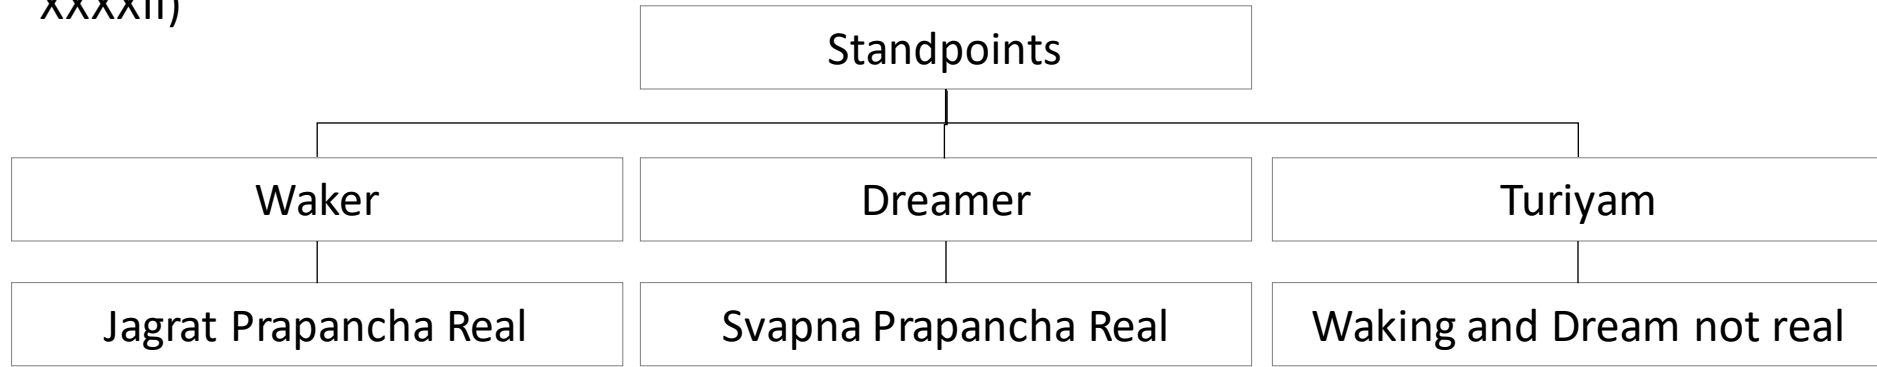 XXXXII)
Standpoints
Waker
Dreamer
Turiyam
Jagrat Prapancha Real
Svapna Prapancha Real
Waking and Dream not real